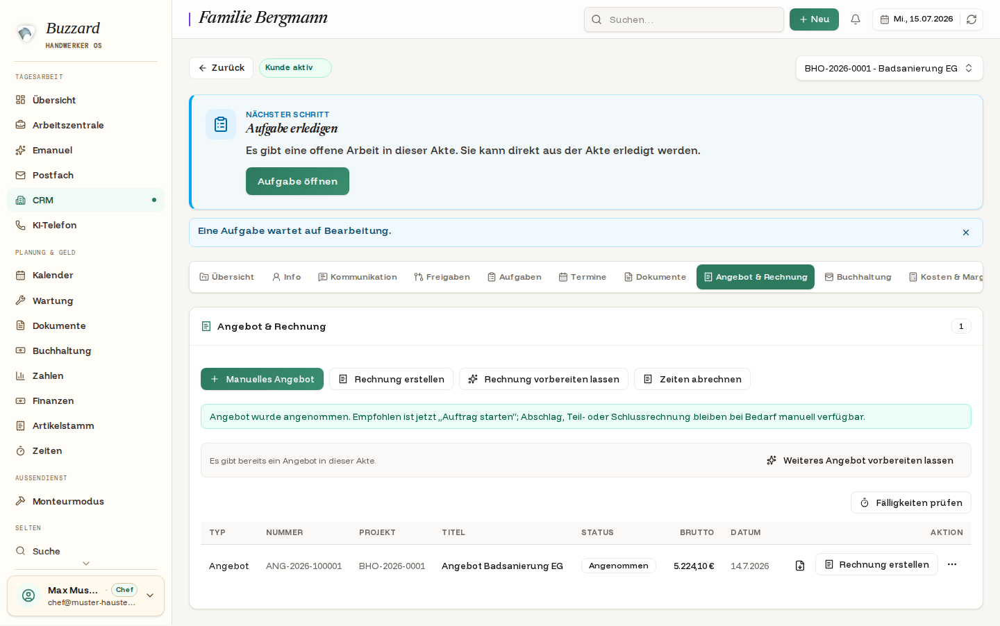 Buzzard
HANDWERKER OS
TAGESARBEIT
Übersicht
Arbeitszentrale
Emanuel
Postfach
CRM
KI-Telefon
PLANUNG & GELD
Kalender
Wartung
Dokumente
Buchhaltung
Zahlen
Finanzen
Artikelstamm
Zeiten
AUSSENDIENST
Monteurmodus
SELTEN
Suche
Max Mus... · Chef
chef@muster-hauste...
Familie Bergmann
Suchen...
Neu
Mi., 15.07.2026
Zurück
Kunde aktiv
BHO-2026-0001 - Badsanierung EG
NÄCHSTER SCHRITT
Aufgabe erledigen
Es gibt eine offene Arbeit in dieser Akte. Sie kann direkt aus der Akte erledigt werden.
Aufgabe öffnen
Eine Aufgabe wartet auf Bearbeitung.
Übersicht Info Kommunikation Freigaben Aufgaben Termine Dokumente Angebot & Rechnung Buchhaltung Kosten & Marg
Angebot & Rechnung 1
Manuelles Angebot Rechnung erstellen Rechnung vorbereiten lassen Zeiten abrechnen
Angebot wurde angenommen. Empfohlen ist jetzt „Auftrag starten"; Abschlag, Teil- oder Schlussrechnung bleiben bei Bedarf manuell verfügbar.
Es gibt bereits ein Angebot in dieser Akte. Weiteres Angebot vorbereiten lassen
Fälligkeiten prüfen
TYP NUMMER PROJEKT TITEL STATUS BRUTTO DATUM AKTION
Angebot ANG-2026-100001 BHO-2026-0001 Angebot Badsanierung EG Angenommen 5.224,10 € 14.7.2026 Rechnung erstellen